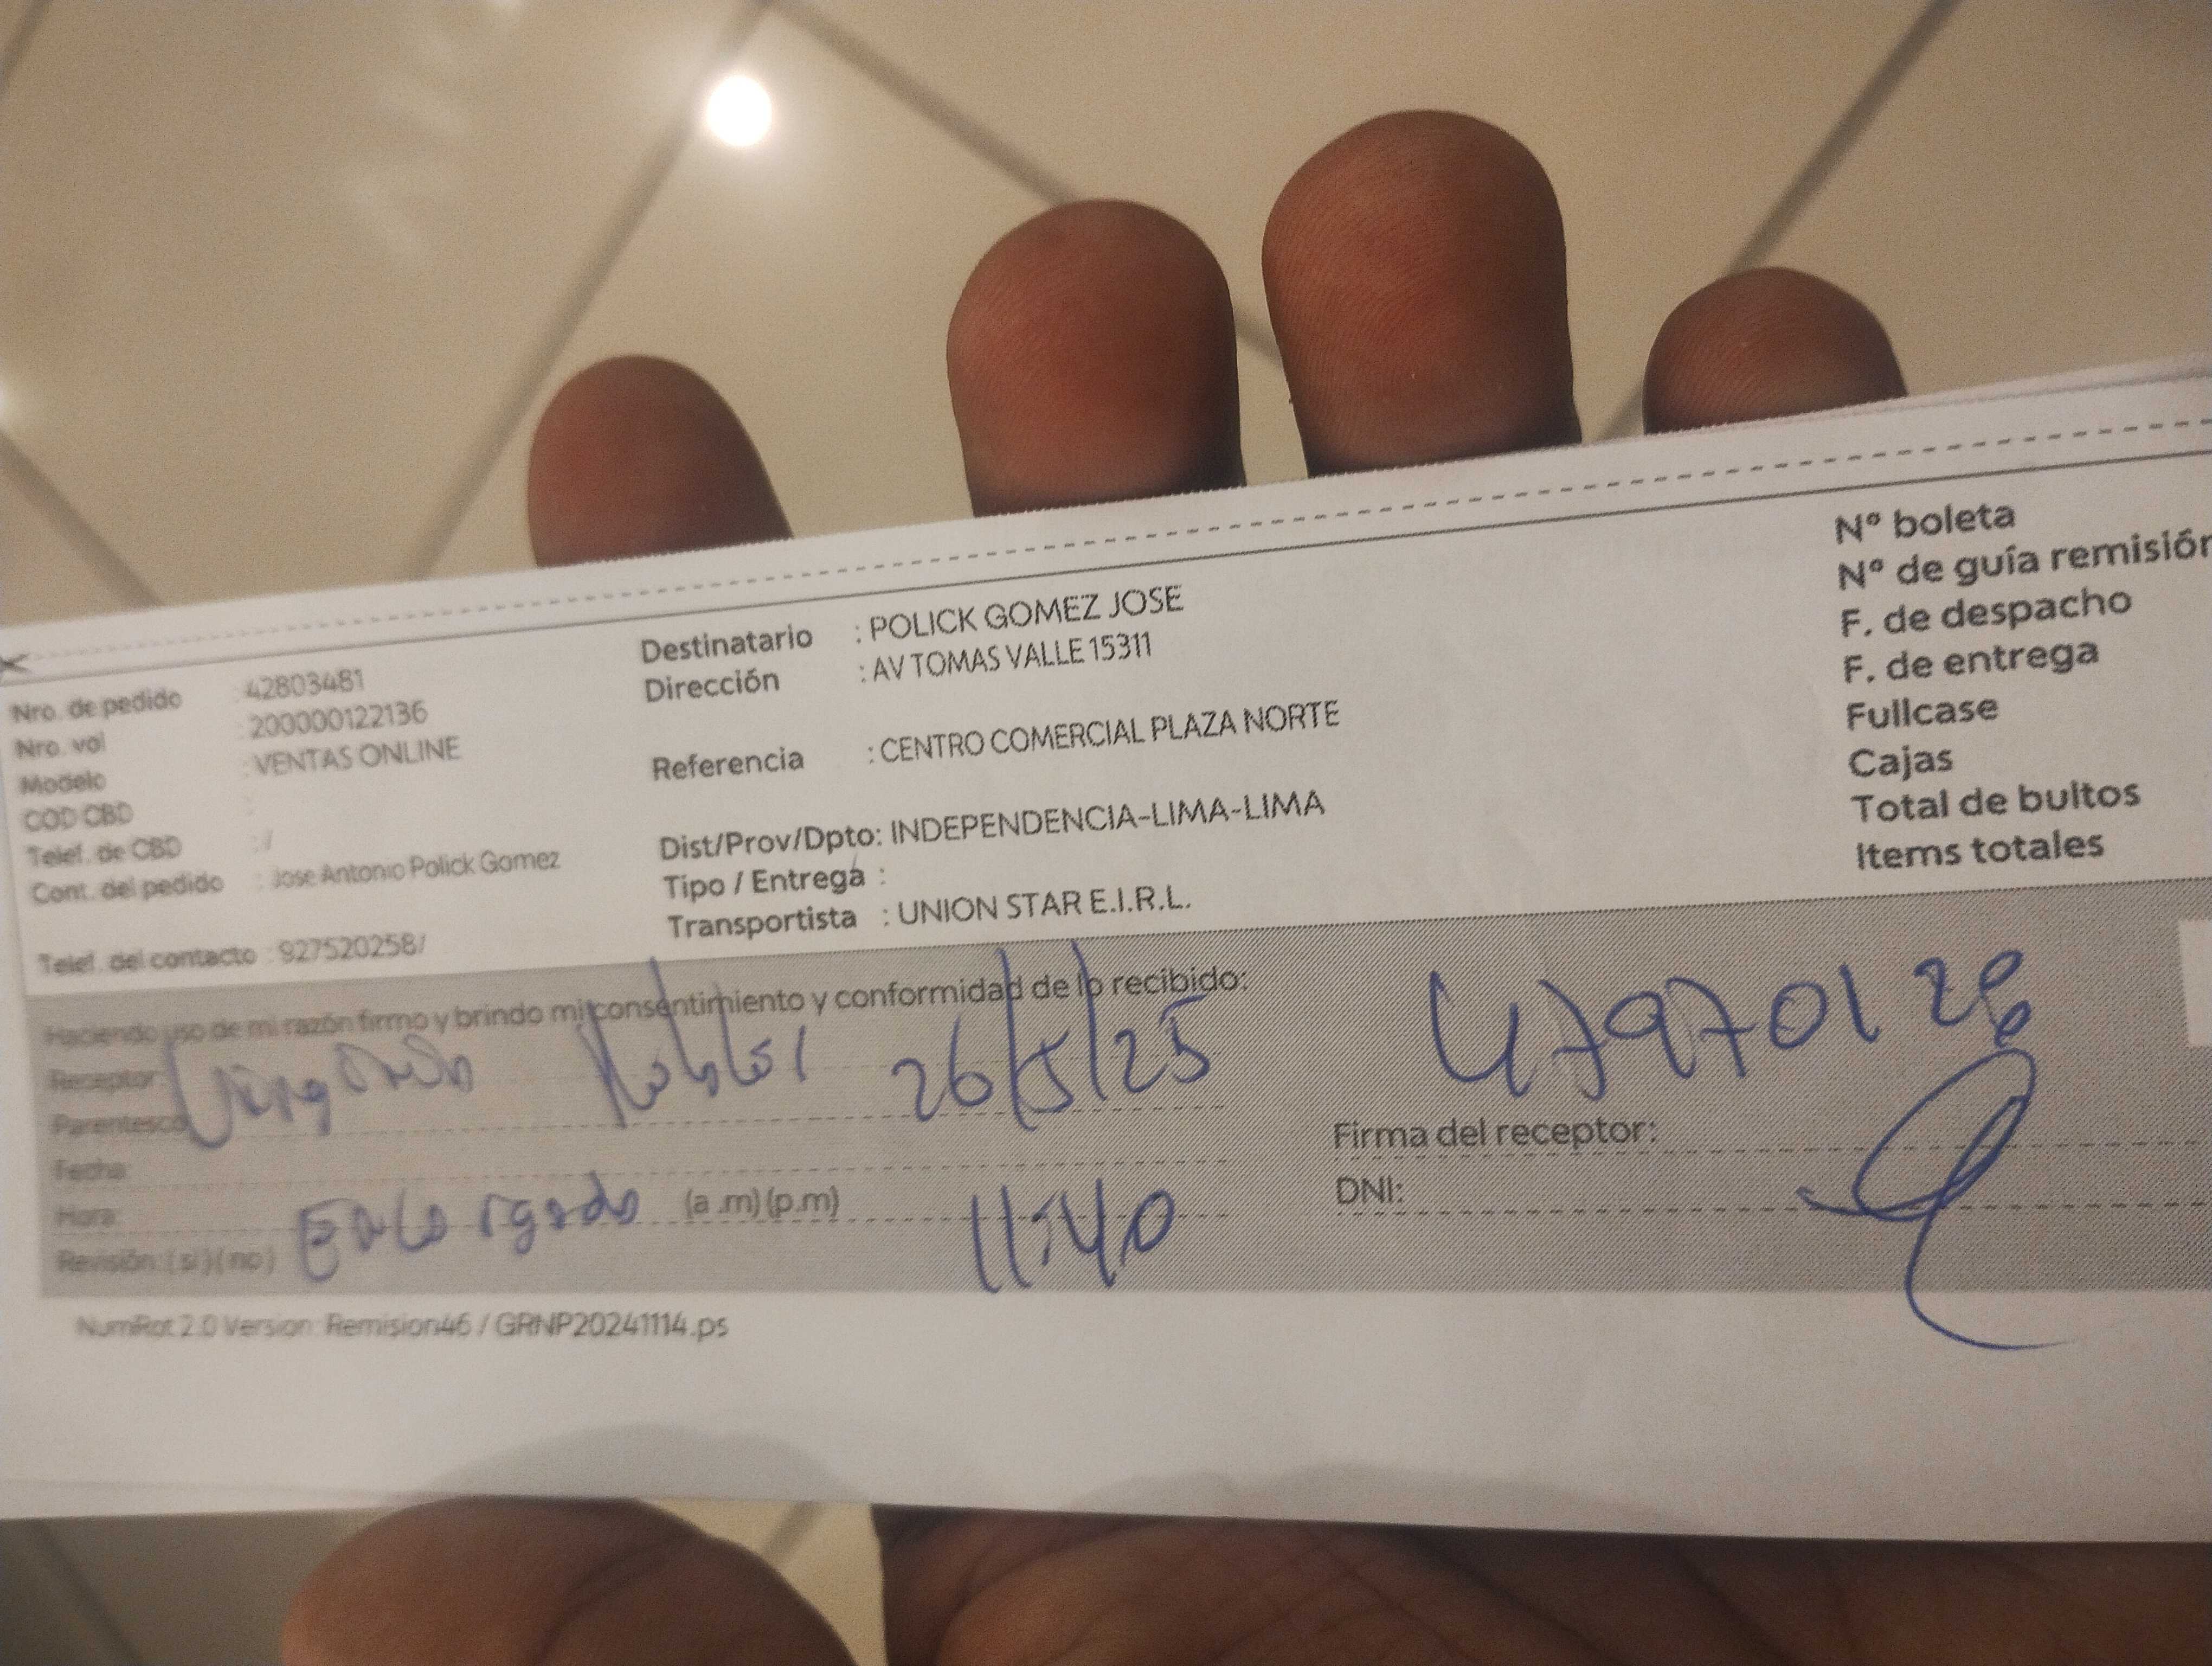 Nro. de pedido : 42803481
Nro. vol : 200000122136
Modelo : VENTAS ONLINE
COD CBD :
Telef. de CBD : /
Cont. del pedido : Jose Antonio Polick Gomez
Telef. del contacto : 927520258/
Destinatario : POLICK GOMEZ JOSE
Dirección : AV TOMAS VALLE 15311
Referencia : CENTRO COMERCIAL PLAZA NORTE
Dist/Prov/Dpto: INDEPENDENCIA-LIMA-LIMA
Tipo / Entrega :
Transportista : UNION STAR E.I.R.L.
N° boleta
N° de guía remisión
F. de despacho
F. de entrega
Fullcase
Cajas
Total de bultos
Items totales
Haciendo uso de mi razón firmo y brindo mi consentimiento y conformidad de lo recibido:
Receptor: 26/5/25
Parentesco
Fecha:
Hora: (a.m)(p.m) 11:40
Revisión: (si)(no) Encargado
479701
Firma del receptor:
DNI:
NumRot 2.0 Version: Remision46 / GRNP20241114.ps